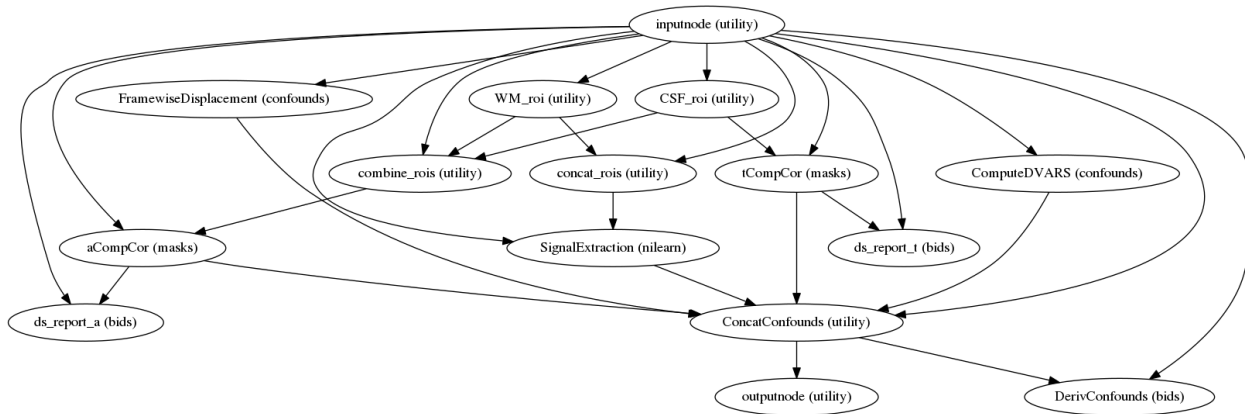 inputnode (utility)
FramewiseDisplacement (confounds)
WM_roi (utility)
CSF_roi (utility)
combine_rois (utility)
concat_rois (utility)
tCompCor (masks)
ComputeDVARS (confounds)
aCompCor (masks)
SignalExtraction (nilearn)
ds_report_t (bids)
ds_report_a (bids)
ConcatConfounds (utility)
outputnode (utility)
DerivConfounds (bids)